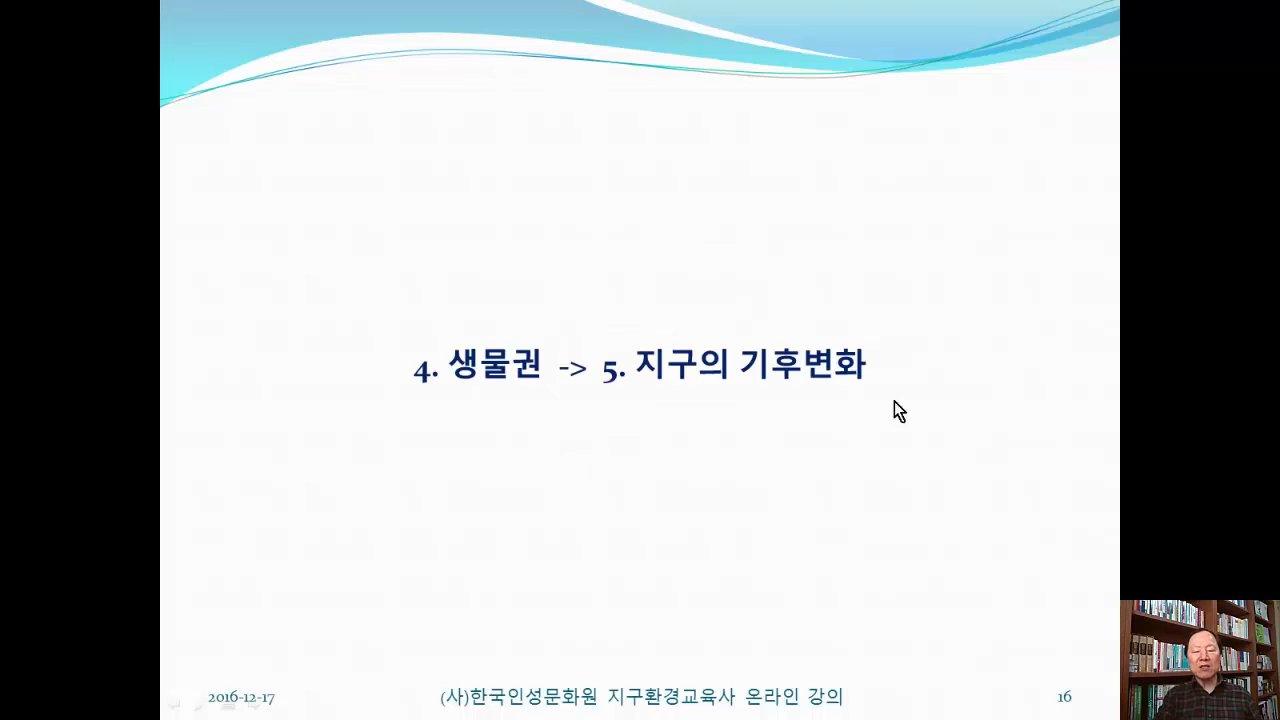 4. 생물권 -> 5. 지구의 기후변화
2016-12-17
(사)한국인성문화원 지구환경교육사 온라인 강의
16